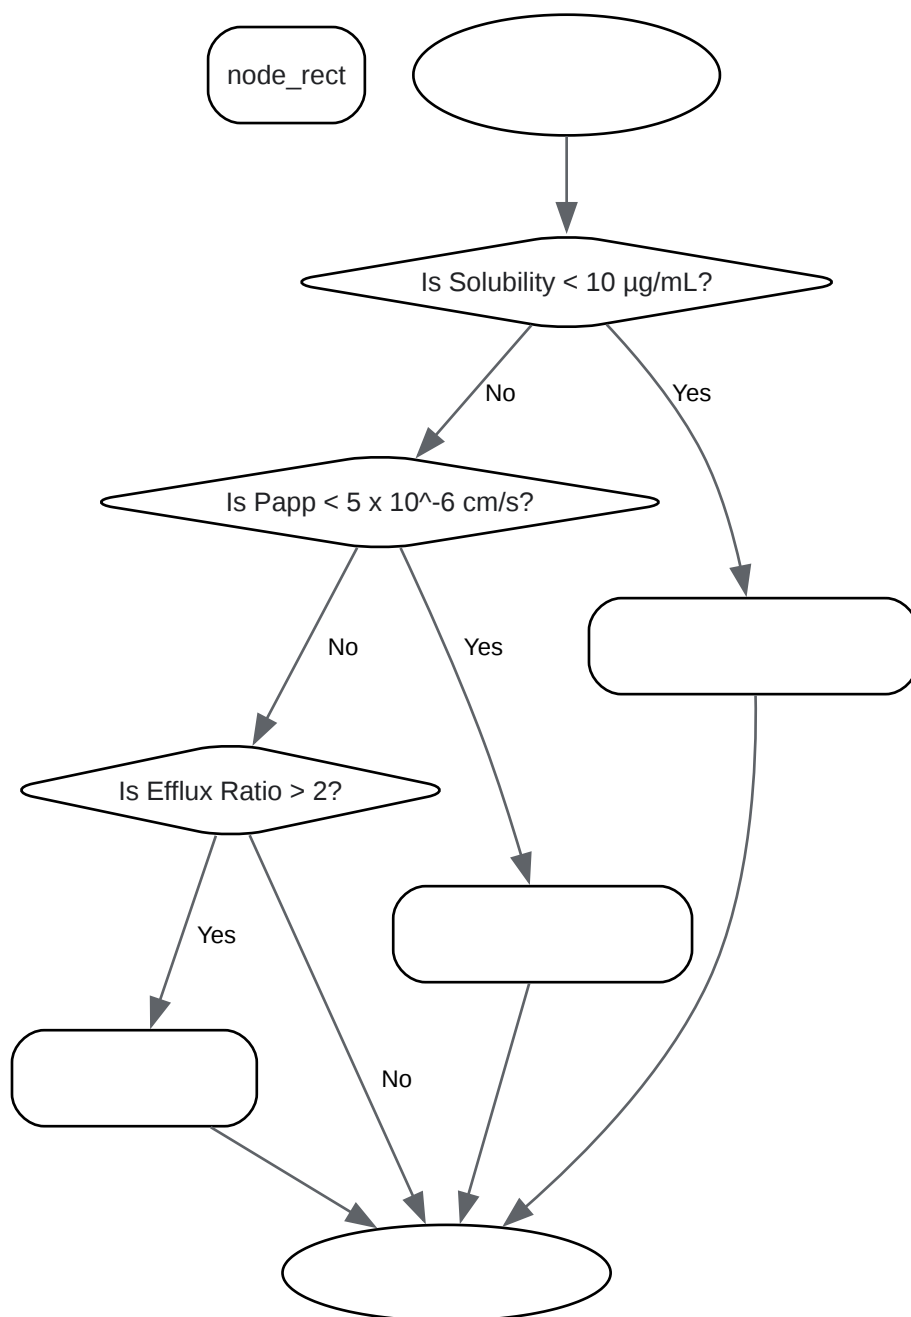 node_rect
Is Solubility < 10 µg/mL?
No
Yes
Is Papp < 5 x 10^-6 cm/s?
No
Yes
Is Efflux Ratio > 2?
Yes
No